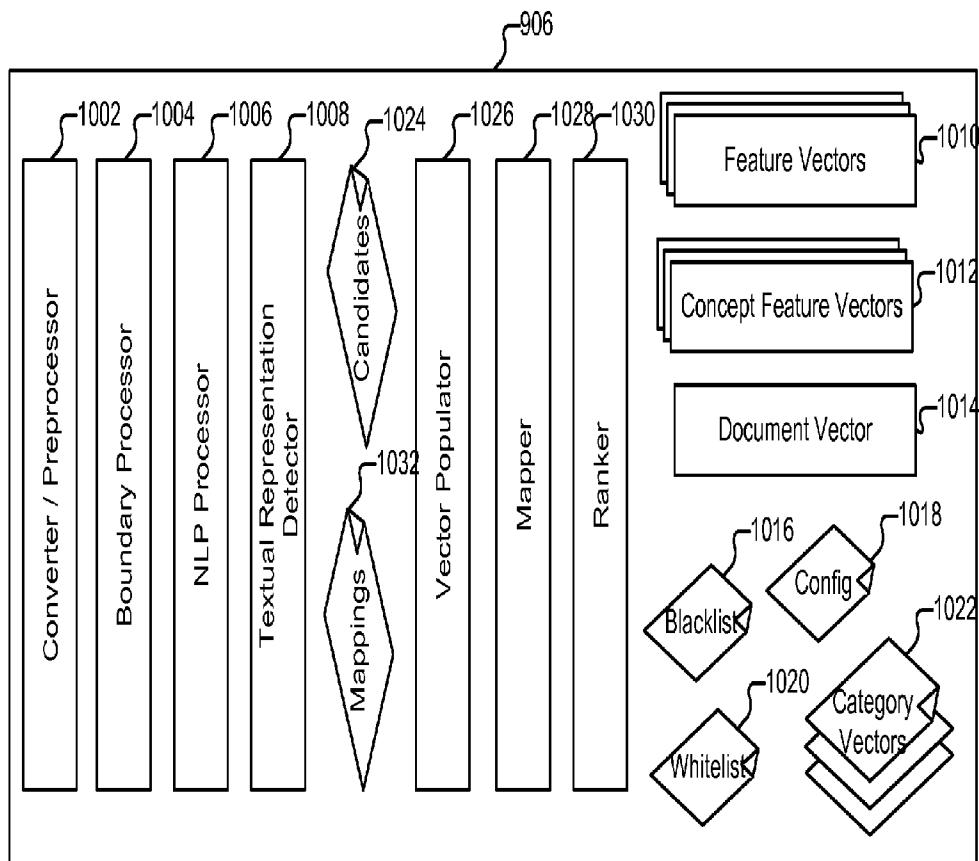 906
1002
1004
1006
1008
1024
1026
1028
1030
1010
Converter / Preprocessor
Boundary Processor
NLP Processor
Textual Representation
Detector
Candidates
1032
Mappings
Vector Populator
Mapper
Ranker
Feature Vectors
1012
Concept Feature Vectors
1014
Document Vector
1016
1018
Blacklist
Config
1022
1020
Category
Vectors
Whitelist